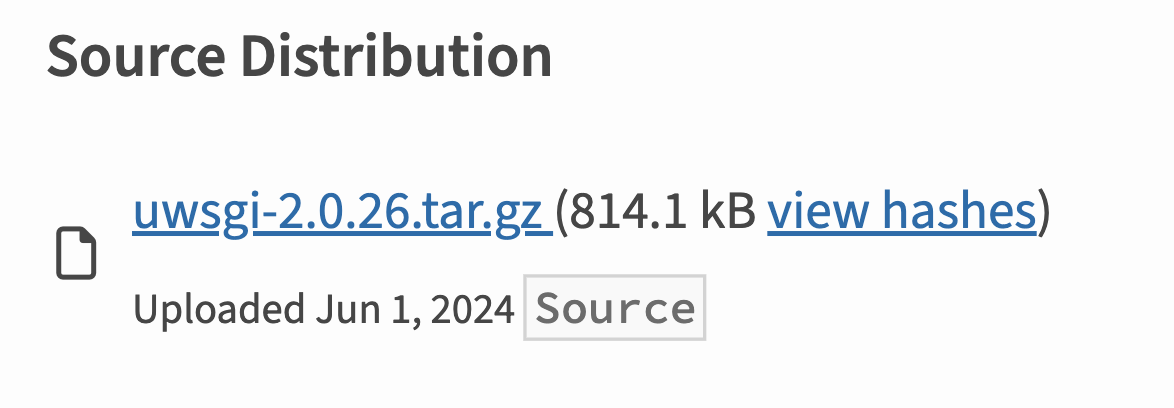 Source Distribution
uwsgi-2.0.26.tar.gz (814.1 kB view hashes)
Uploaded Jun 1, 2024 Source